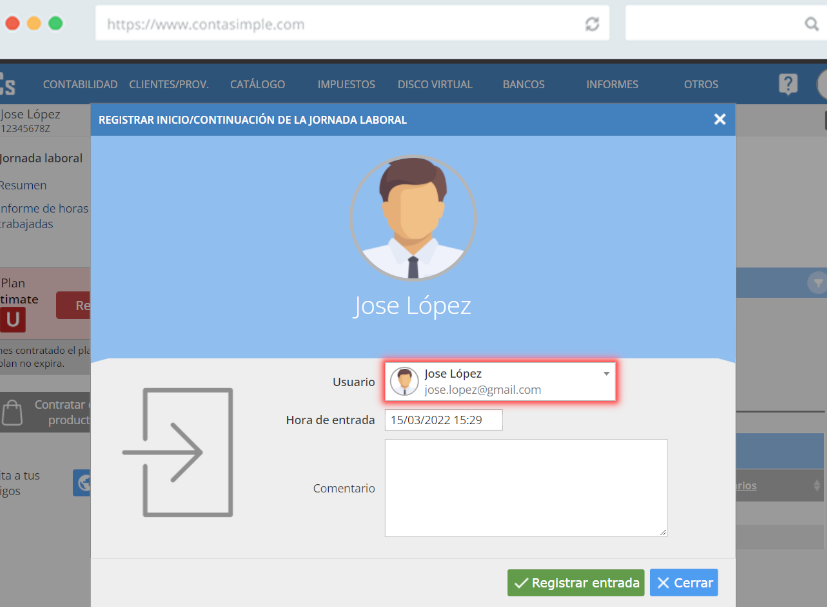 https://www.contasimple.com
CONTABILIDAD CLIENTES/PROV. CATÁLOGO IMPUESTOS DISCO VIRTUAL BANCOS INFORMES OTROS ?
Jose López
12345678Z
REGISTRAR INICIO/CONTINUACIÓN DE LA JORNADA LABORAL
Jornada laboral
Resumen
nforme de horas
trabajadas
Plan
timate
Re
U
nes contratado el pla
plan no expira.
Contratar
product
ita a tus
igos
Jose López
Usuario
Jose López
jose.lopez@gmail.com
Hora de entrada
15/03/2022 15:29
Comentario
rios
Registrar entrada
Cerrar